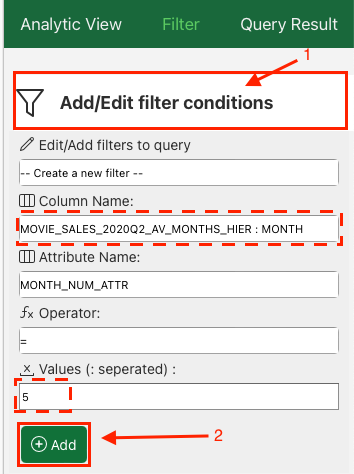 Analytic View Filter Query Result
1
Add/Edit filter conditions
Edit/Add filters to query
-- Create a new filter --
Column Name:
MOVIE_SALES_2020Q2_AV_MONTHS_HIER : MONTH
Attribute Name:
MONTH_NUM_ATTR
fx Operator:
=
Values (: seperated) :
5
Add 2